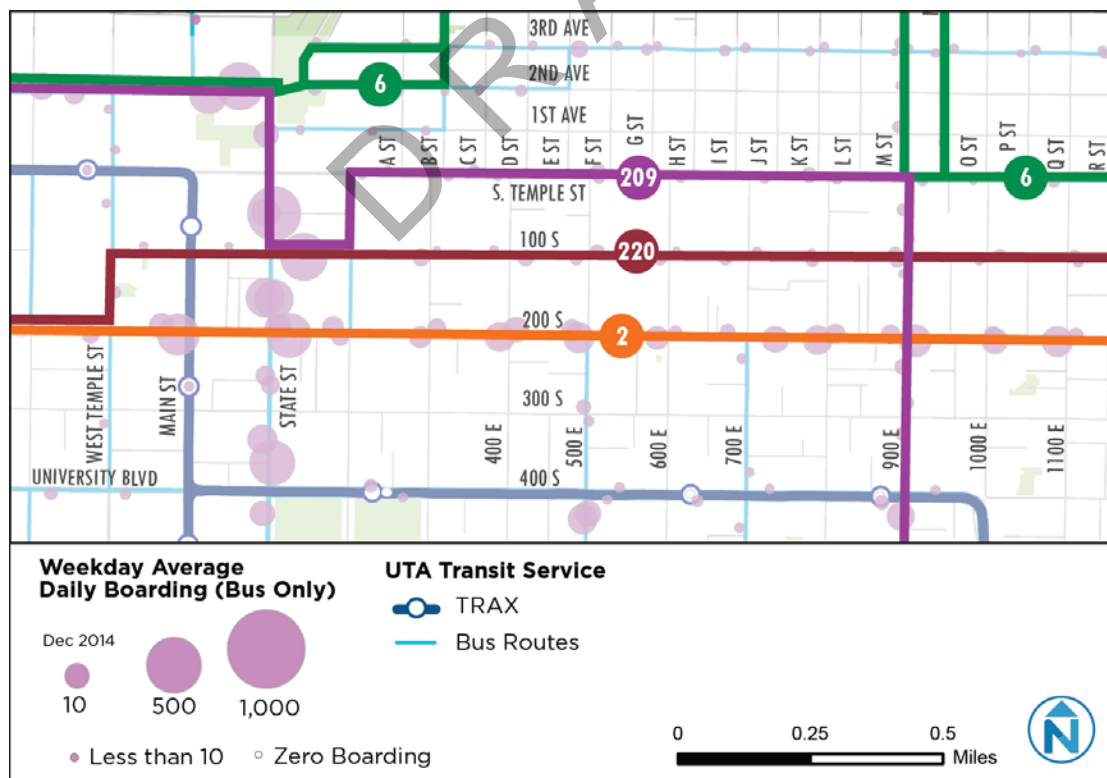 DRA
3RD AVE
2ND AVE
6
1ST AVE
A ST
B ST
C ST
D ST
E ST
F ST
G ST
H ST
I ST
J ST
K ST
L ST
M ST
O ST
P ST
Q ST
R ST
209
6
S. TEMPLE ST
100 S
220
200 S
2
WEST TEMPLE ST
MAIN ST
STATE ST
300 S
400 E
500 E
600 E
700 E
900 E
1000 E
1100 E
UNIVERSITY BLVD
400 S
Weekday Average
Daily Boarding (Bus Only)
Dec 2014
10
500
1,000
Less than 10
Zero Boarding
UTA Transit Service
TRAX
Bus Routes
0
0.25
0.5
Miles
N